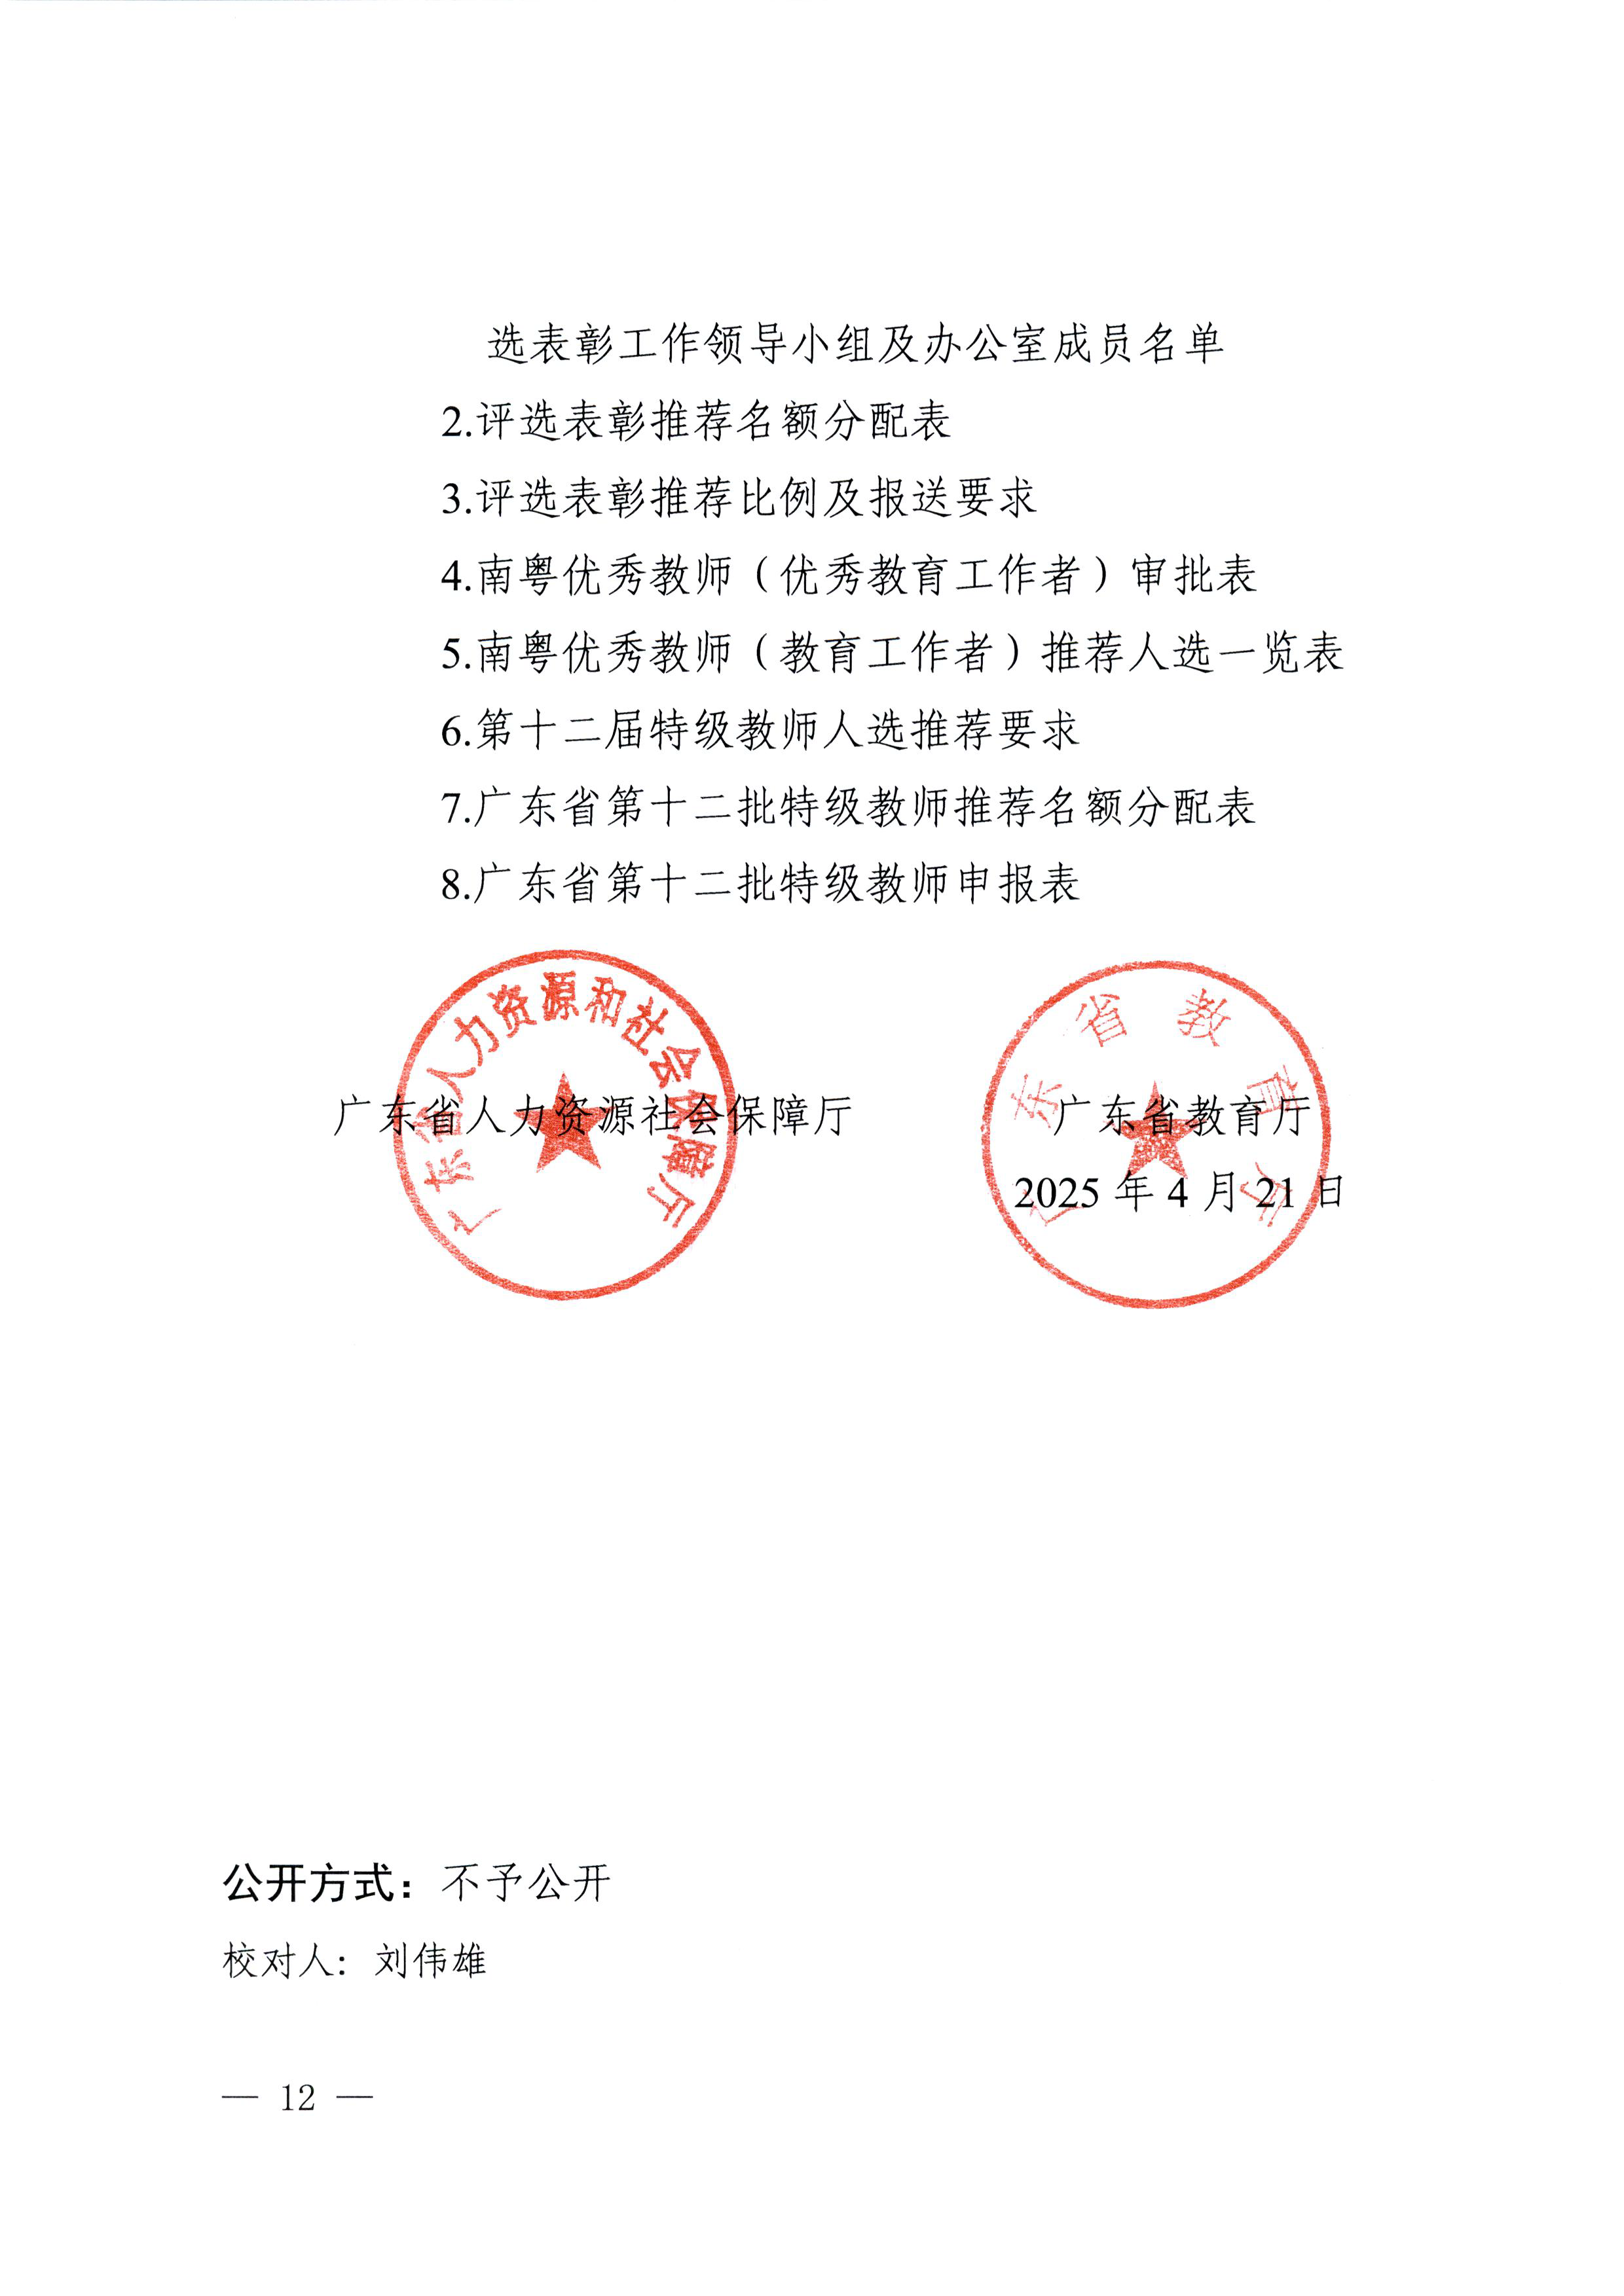 选表彰工作领导小组及办公室成员名单
2.评选表彰推荐名额分配表
3.评选表彰推荐比例及报送要求
4.南粤优秀教师（优秀教育工作者）审批表
5.南粤优秀教师（教育工作者）推荐人选一览表
6.第十二届特级教师人选推荐要求
7.广东省第十二批特级教师推荐名额分配表
8.广东省第十二批特级教师申报表
广东省人力资源和社会保障厅
广东省教育厅
广东省人力资源社会保障厅 广东省教育厅
2025 年 4 月 21 日
公开方式：不予公开
校对人：刘伟雄
— 12 —